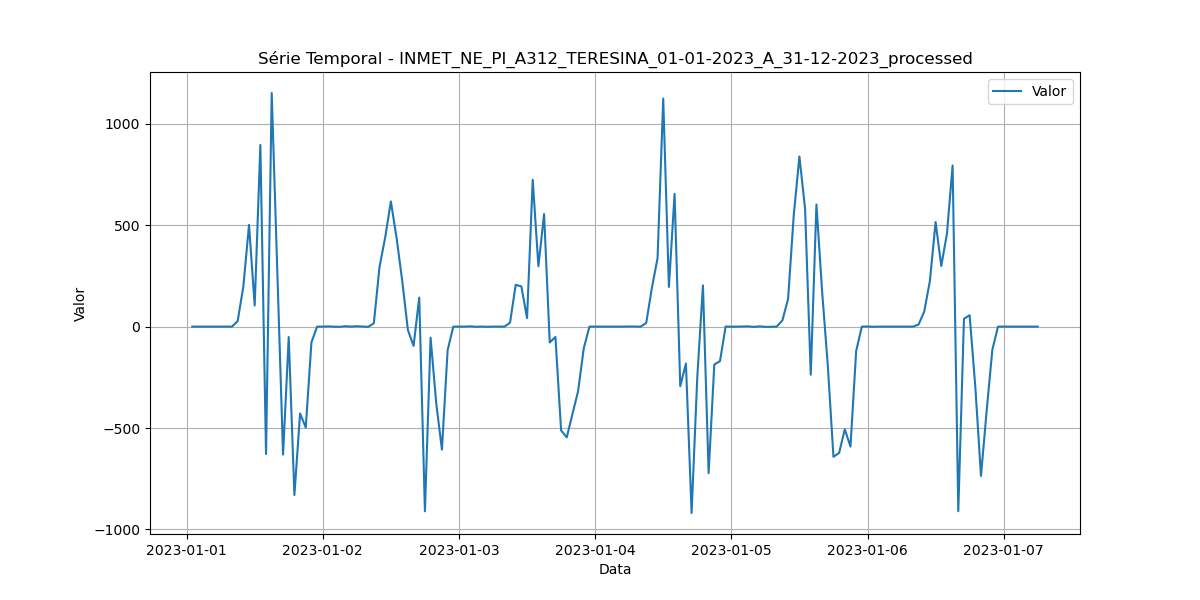 Série Temporal - INMET_NE_PI_A312_TERESINA_01-01-2023_A_31-12-2023_processed
Valor
1000
500
0
−500
−1000
Valor
2023-01-01 2023-01-02 2023-01-03 2023-01-04 2023-01-05 2023-01-06 2023-01-07
Data